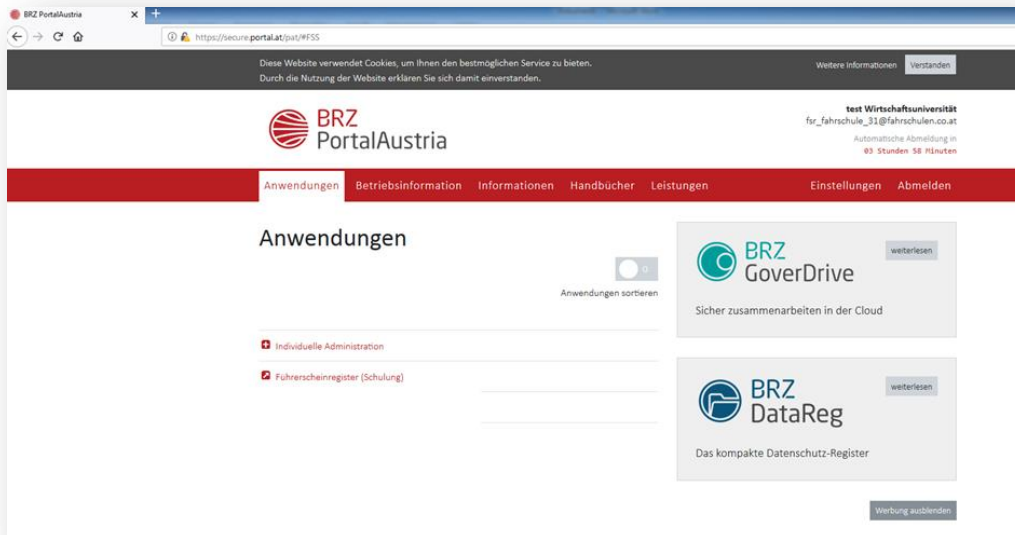 BRZ PortalAustria
https://secure.portal.at/pat/#FSS
Diese Website verwendet Cookies, um Ihnen den bestmöglichen Service zu bieten.
Durch die Nutzung der Website erklären Sie sich damit einverstanden.
Weitere Informationen
Verstanden
BRZ
PortalAustria
test Wirtschaftsuniversität
fsr_fahrschule_31@fahrschulen.co.at
Automatische Abmeldung in
03 Stunden 58 Minuten
Anwendungen Betriebsinformation Informationen Handbücher Leistungen Einstellungen Abmelden
Anwendungen
Anwendungen sortieren
Individuelle Administration
Führerscheinregister (Schulung)
BRZ
GoverDrive
weiterlesen
Sicher zusammenarbeiten in der Cloud
BRZ
DataReg
weiterlesen
Das kompakte Datenschutz-Register
Werbung ausblenden